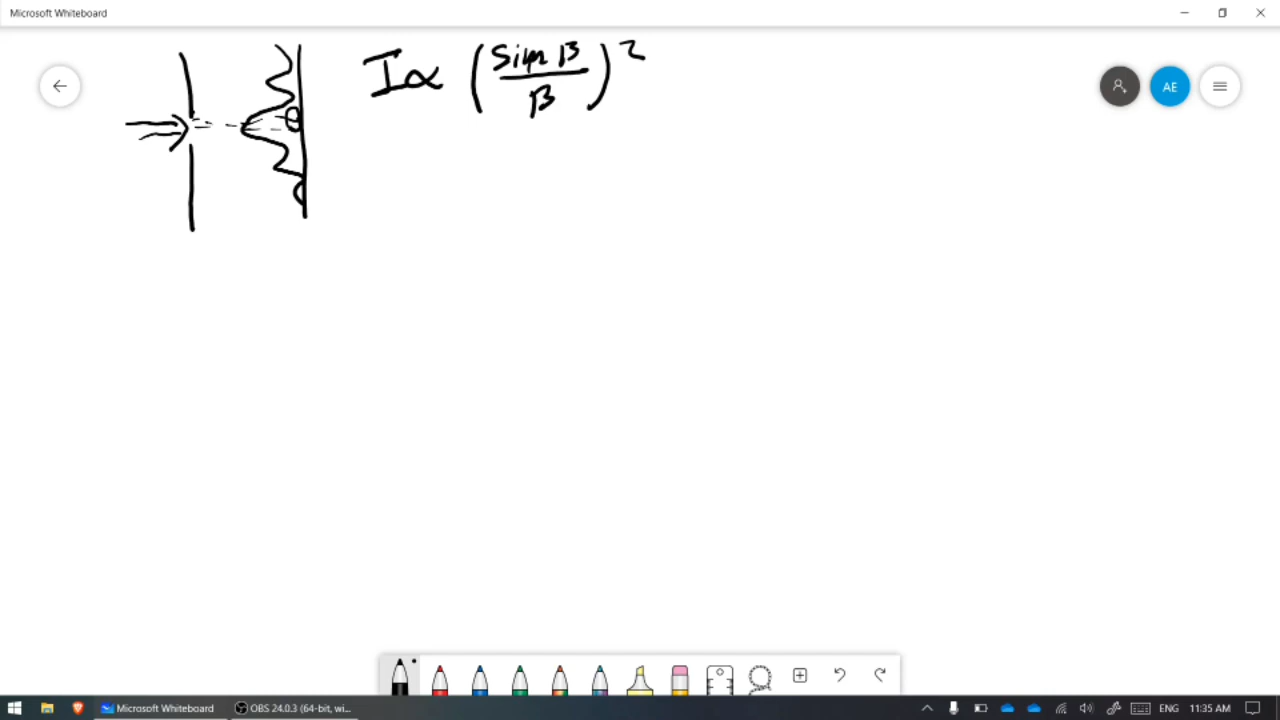 Microsoft Whiteboard
I∝ (Sin β / β)²
θ
AE
Microsoft Whiteboard
OBS 24.0.3 (64-bit, wi...
ENG
11:35 AM